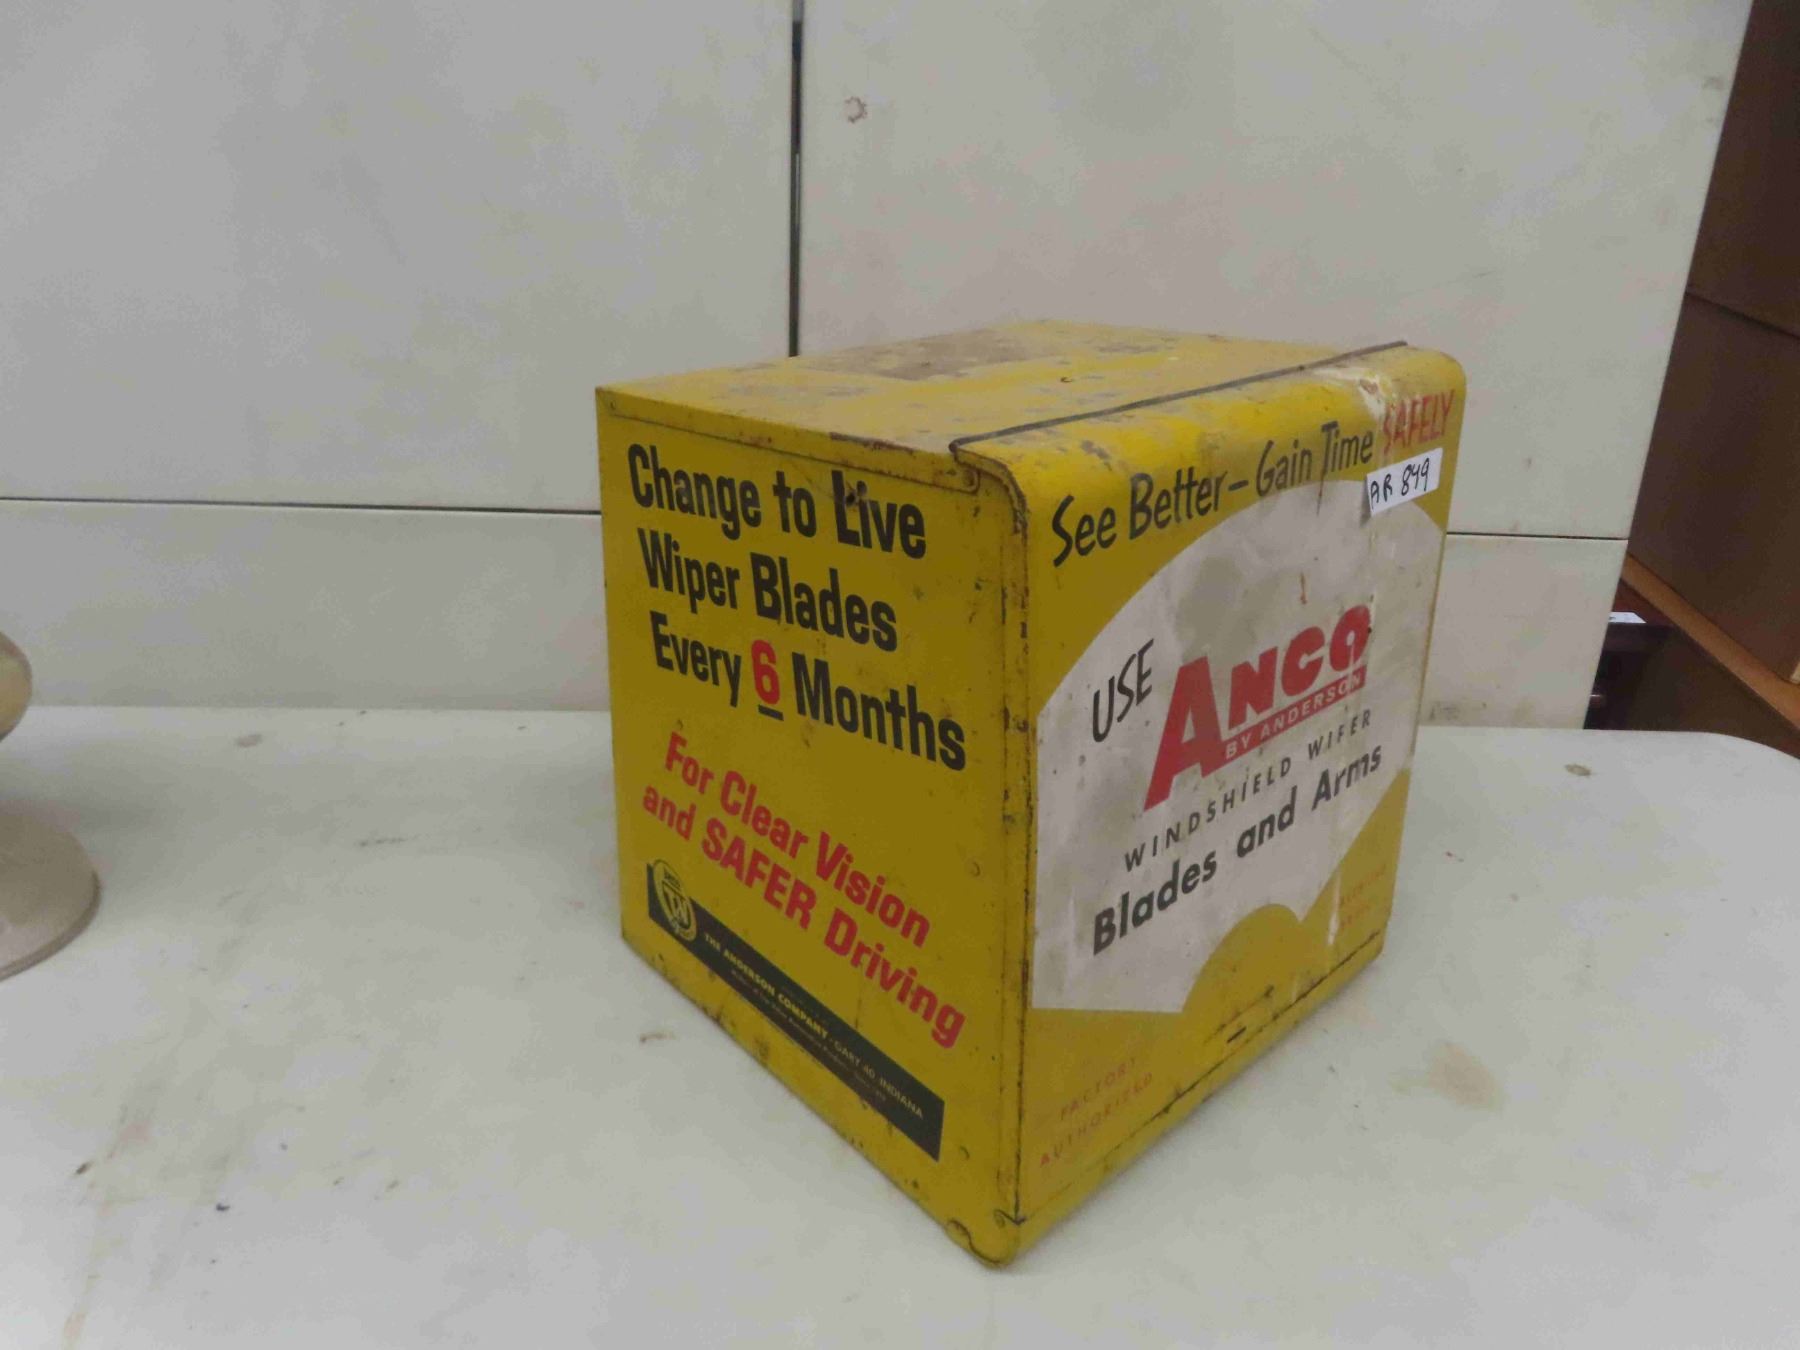 Change to Live
Wiper Blades
Every 6 Months
For Clear Vision
and SAFER Driving
THE ANDERSON COMPANY · GARY 40, INDIANA
See Better - Gain Time SAFELY
AR 849
USE
ANCO
BY ANDERSON
WINDSHIELD WIPER
Blades and Arms
FACTORY
AUTHORIZED